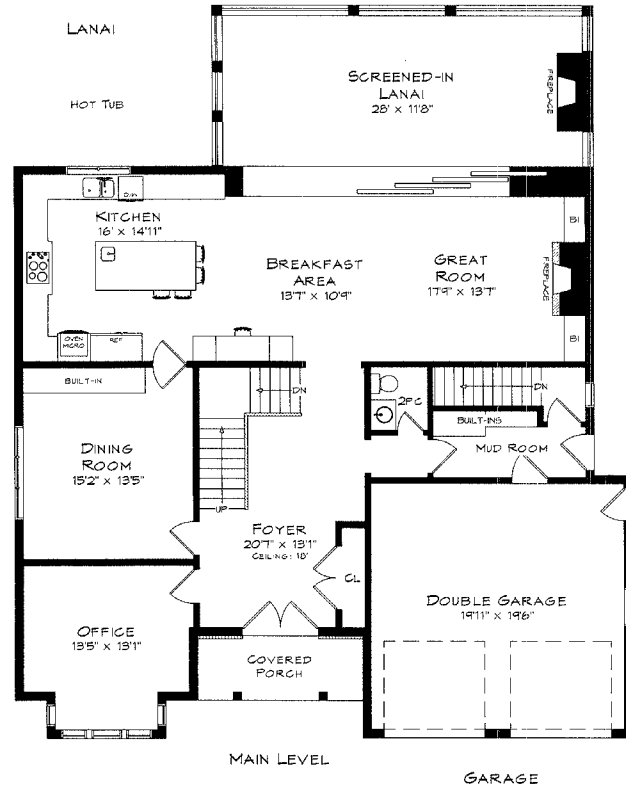 LANAI
HOT TUB
SCREENED-IN
LANAI
28' x 11'8"
FIREPLACE
D/W
KITCHEN
16' x 14'11"
BREAKFAST
AREA
13'7" x 10'9"
GREAT
ROOM
17'9" x 13'7"
BI
FIREPLACE
BI
OVEN
MICRO
REF
BUILT-IN
DN
2PC
DN
BUILT-INS
MUD ROOM
DINING
ROOM
15'2" x 13'5"
UP
FOYER
20'7" x 13'1"
CEILING: 18'
CL
OFFICE
13'5" x 13'1"
DOUBLE GARAGE
19'11" x 19'6"
COVERED
PORCH
MAIN LEVEL
GARAGE